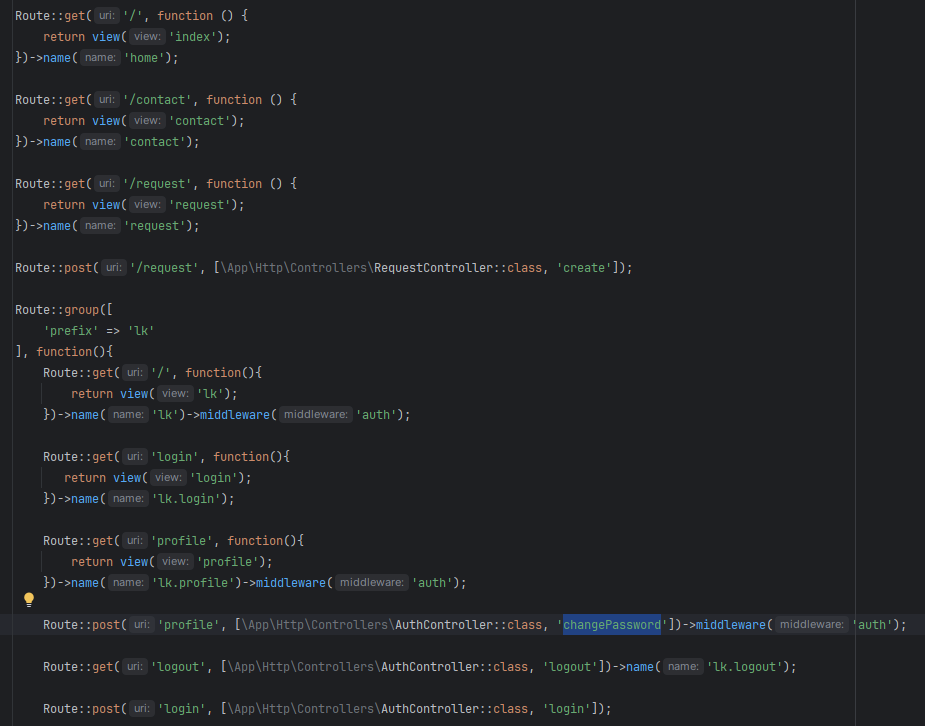 Route::get( uri: '/', function () {
    return view( view: 'index');
})->name( name: 'home');

Route::get( uri: '/contact', function () {
    return view( view: 'contact');
})->name( name: 'contact');

Route::get( uri: '/request', function () {
    return view( view: 'request');
})->name( name: 'request');

Route::post( uri: '/request', [\App\Http\Controllers\RequestController::class, 'create']);

Route::group([
    'prefix' => 'lk'
], function(){
    Route::get( uri: '/', function(){
        return view( view: 'lk');
    })->name( name: 'lk')->middleware( middleware: 'auth');

    Route::get( uri: 'login', function(){
       return view( view: 'login');
    })->name( name: 'lk.login');

    Route::get( uri: 'profile', function(){
        return view( view: 'profile');
    })->name( name: 'lk.profile')->middleware( middleware: 'auth');

    Route::post( uri: 'profile', [\App\Http\Controllers\AuthController::class, 'changePassword'])->middleware( middleware: 'auth');

    Route::get( uri: 'logout', [\App\Http\Controllers\AuthController::class, 'logout'])->name( name: 'lk.logout');

    Route::post( uri: 'login', [\App\Http\Controllers\AuthController::class, 'login']);